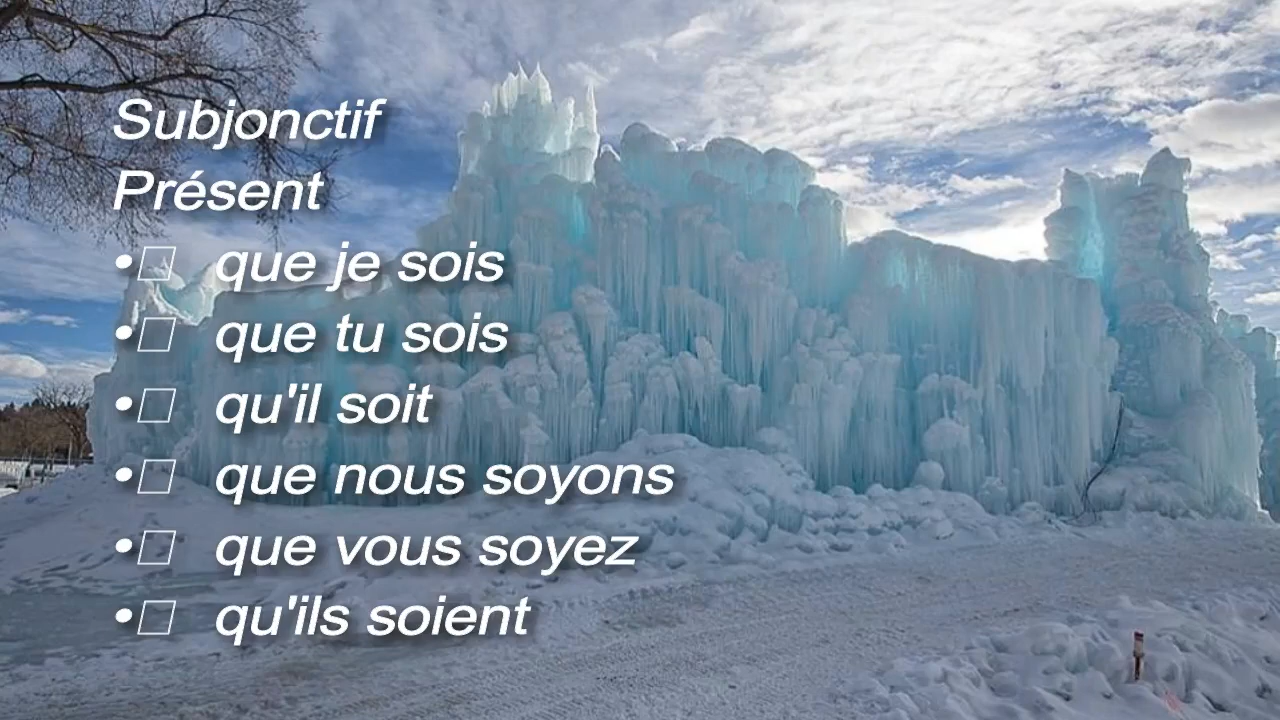 Subjonctif
Présent
•□ que je sois
•□ que tu sois
•□ qu'il soit
•□ que nous soyons
•□ que vous soyez
•□ qu'ils soient